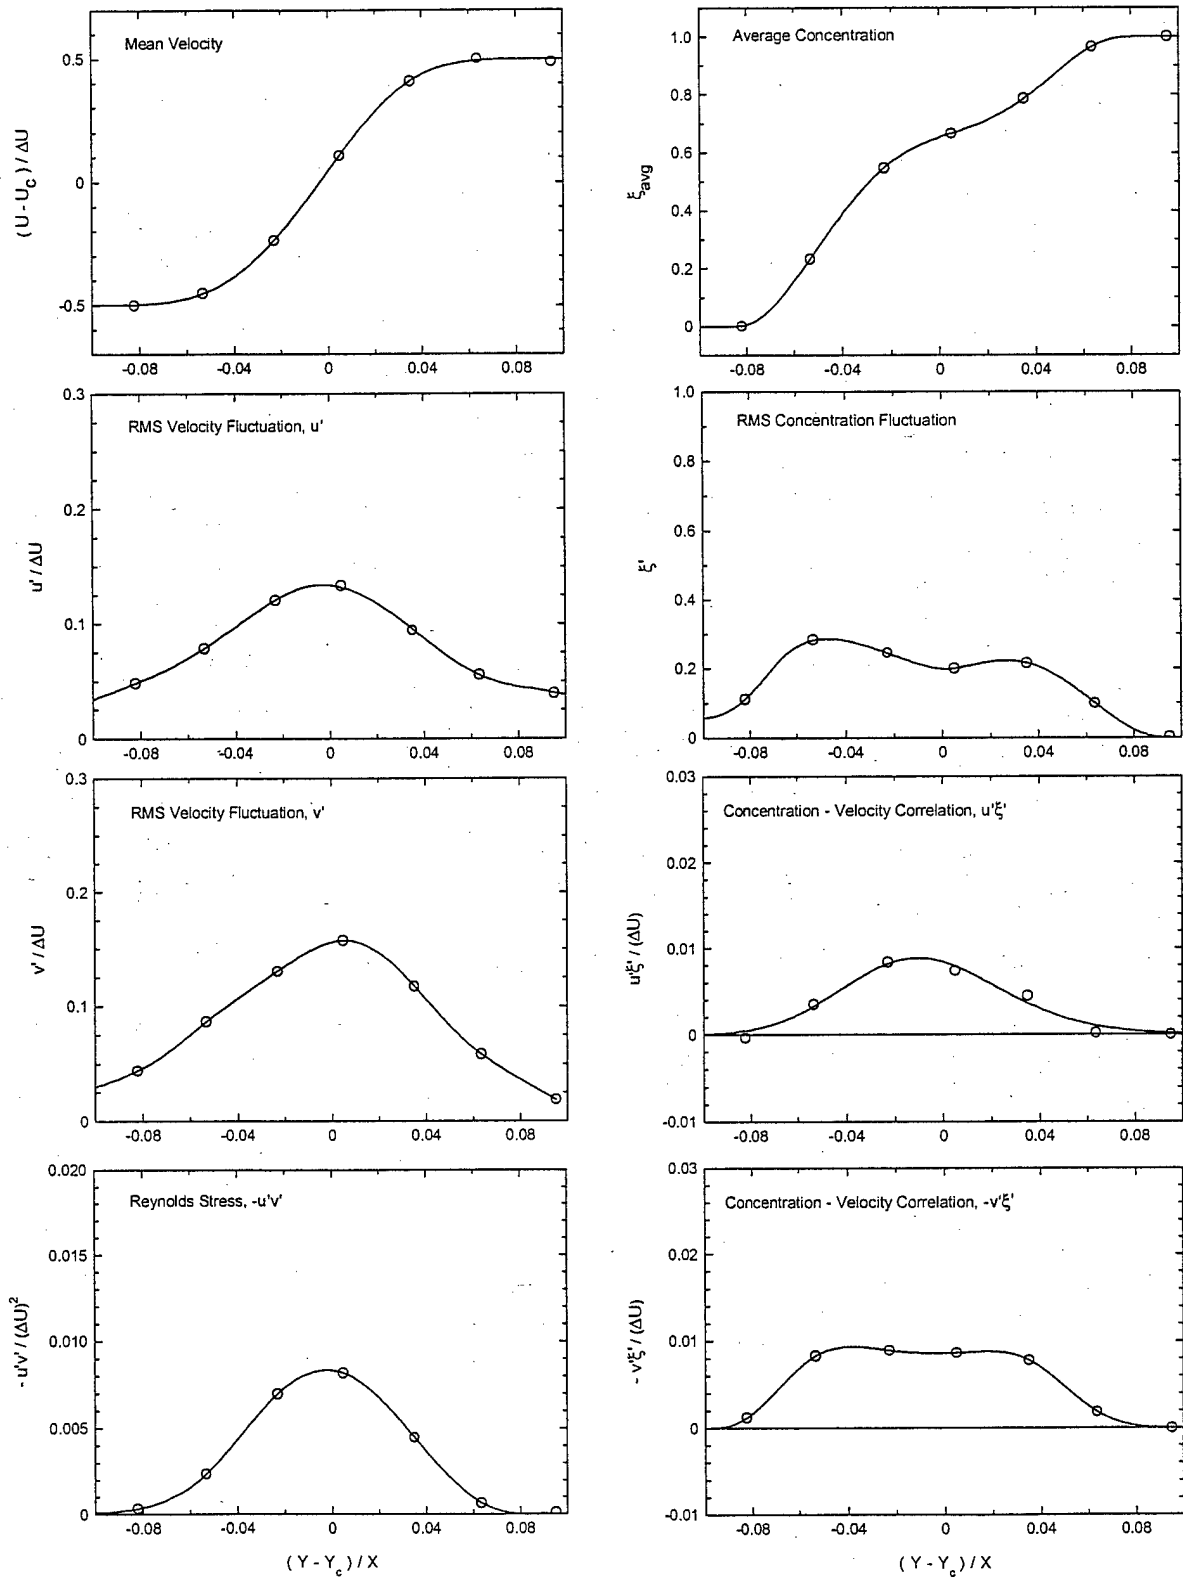 Mean Velocity
0.5
0
-0.5
( U - U_c ) / ΔU
-0.08 -0.04 0 0.04 0.08
Average Concentration
1.0
0.8
0.6
0.4
0.2
0
ξ_avg
-0.08 -0.04 0 0.04 0.08
RMS Velocity Fluctuation, u'
0.3
0.2
0.1
0
u' / ΔU
-0.08 -0.04 0 0.04 0.08
RMS Concentration Fluctuation
1.0
0.8
0.6
0.4
0.2
0
ξ'
-0.08 -0.04 0 0.04 0.08
RMS Velocity Fluctuation, v'
0.3
0.2
0.1
0
v' / ΔU
-0.08 -0.04 0 0.04 0.08
Concentration - Velocity Correlation, u'ξ'
0.03
0.02
0.01
0
-0.01
u'ξ' / (ΔU)
-0.08 -0.04 0 0.04 0.08
Reynolds Stress, -u'v'
0.020
0.015
0.010
0.005
0
- u'v' / (ΔU)²
-0.08 -0.04 0 0.04 0.08
( Y - Y_c ) / X
Concentration - Velocity Correlation, -v'ξ'
0.03
0.02
0.01
0
-0.01
- v'ξ' / (ΔU)
-0.08 -0.04 0 0.04 0.08
( Y - Y_c ) / X